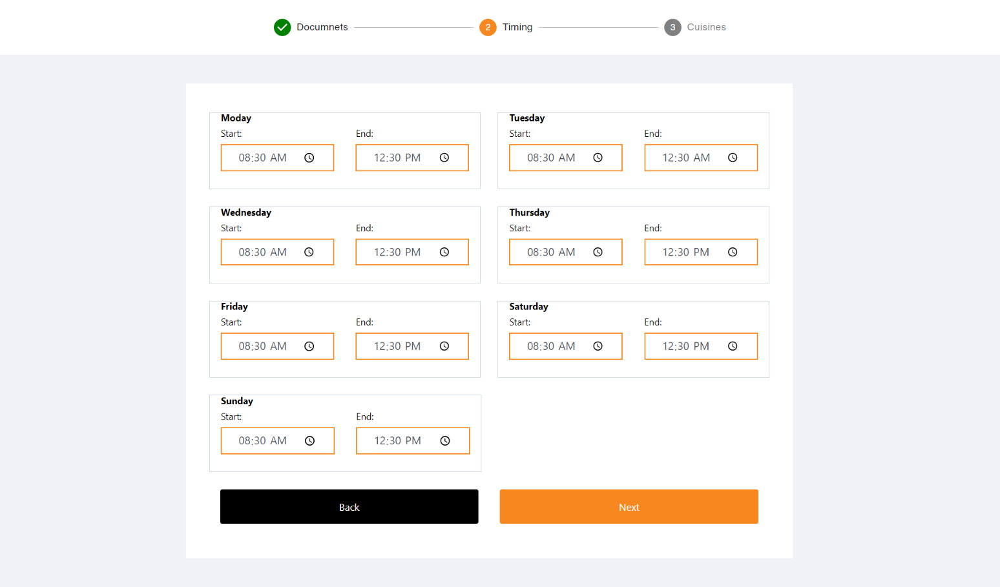 Documnets
2 Timing
3 Cuisines
Moday
Start: End:
08:30 AM 12:30 PM
Tuesday
Start: End:
08:30 AM 12:30 AM
Wednesday
Start: End:
08:30 AM 12:30 PM
Thursday
Start: End:
08:30 AM 12:30 PM
Friday
Start: End:
08:30 AM 12:30 PM
Saturday
Start: End:
08:30 AM 12:30 PM
Sunday
Start: End:
08:30 AM 12:30 PM
Back
Next